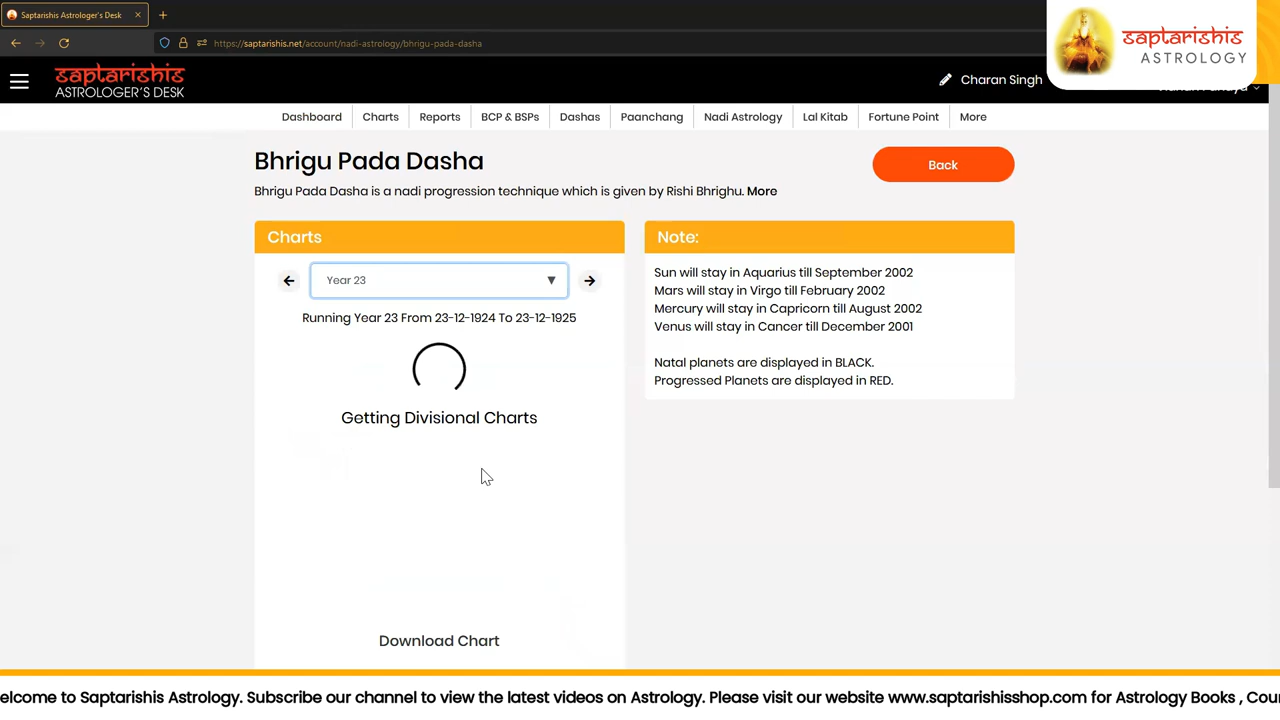 Saptarishis Astrologer's Desk
https://saptarishis.net/account/nadi-astrology/bhrigu-pada-dasha
saptarishis
ASTROLOGY
saptarishis
ASTROLOGER'S DESK
Charan Singh
Dashboard
Charts
Reports
BCP & BSPs
Dashas
Paanchang
Nadi Astrology
Lal Kitab
Fortune Point
More
Bhrigu Pada Dasha
Back
Bhrigu Pada Dasha is a nadi progression technique which is given by Rishi Bhrighu. More
Charts
Year 23
Running Year 23 From 23-12-1924 To 23-12-1925
Getting Divisional Charts
Download Chart
Note:
Sun will stay in Aquarius till September 2002
Mars will stay in Virgo till February 2002
Mercury will stay in Capricorn till August 2002
Venus will stay in Cancer till December 2001
Natal planets are displayed in BLACK.
Progressed Planets are displayed in RED.
elcome to Saptarishis Astrology. Subscribe our channel to view the latest videos on Astrology. Please visit our website www.saptarishisshop.com for Astrology Books , Cou